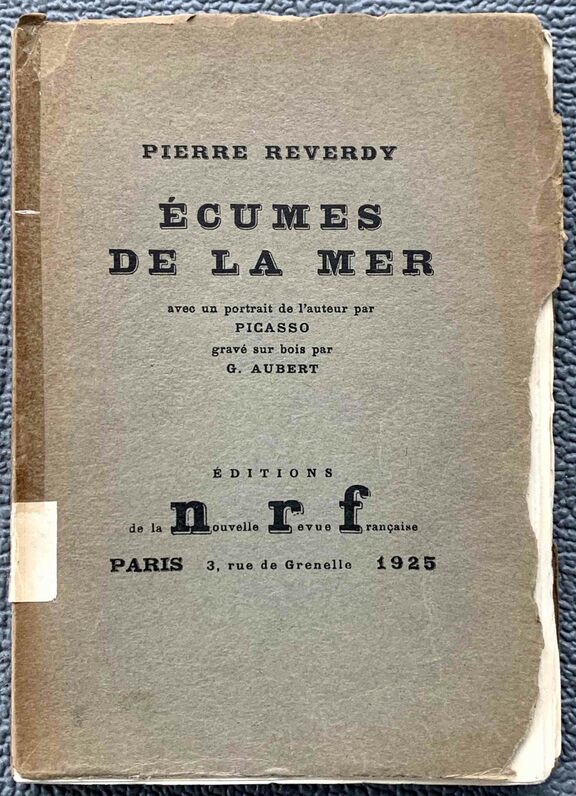 PIERRE REVERDY
ÉCUMES
DE LA MER
avec un portrait de l'auteur par
PICASSO
gravé sur bois par
G. AUBERT
ÉDITIONS
de la nouvelle revue française
PARIS 3, rue de Grenelle 1925